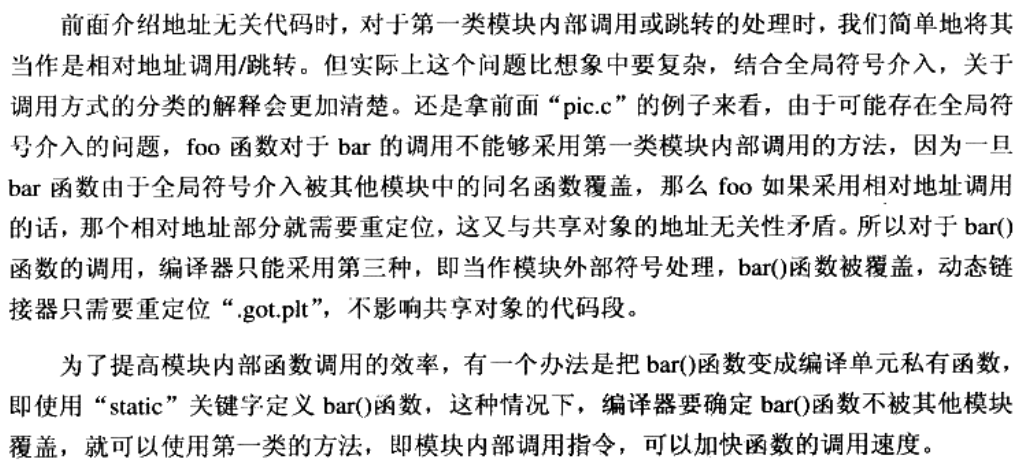 前面介绍地址无关代码时，对于第一类模块内部调用或跳转的处理时，我们简单地将其
当作是相对地址调用/跳转。但实际上这个问题比想象中要复杂，结合全局符号介入，关于
调用方式的分类的解释会更加清楚。还是拿前面“pic.c”的例子来看，由于可能存在全局符
号介入的问题，foo 函数对于 bar 的调用不能够采用第一类模块内部调用的方法，因为一旦
bar 函数由于全局符号介入被其他模块中的同名函数覆盖，那么 foo 如果采用相对地址调用
的话，那个相对地址部分就需要重定位，这又与共享对象的地址无关性矛盾。所以对于 bar()
函数的调用，编译器只能采用第三种，即当作模块外部符号处理，bar()函数被覆盖，动态链
接器只需要重定位“.got.plt”，不影响共享对象的代码段。
为了提高模块内部函数调用的效率，有一个办法是把 bar()函数变成编译单元私有函数，
即使用“static”关键字定义 bar()函数，这种情况下，编译器要确定 bar()函数不被其他模块
覆盖，就可以使用第一类的方法，即模块内部调用指令，可以加快函数的调用速度。